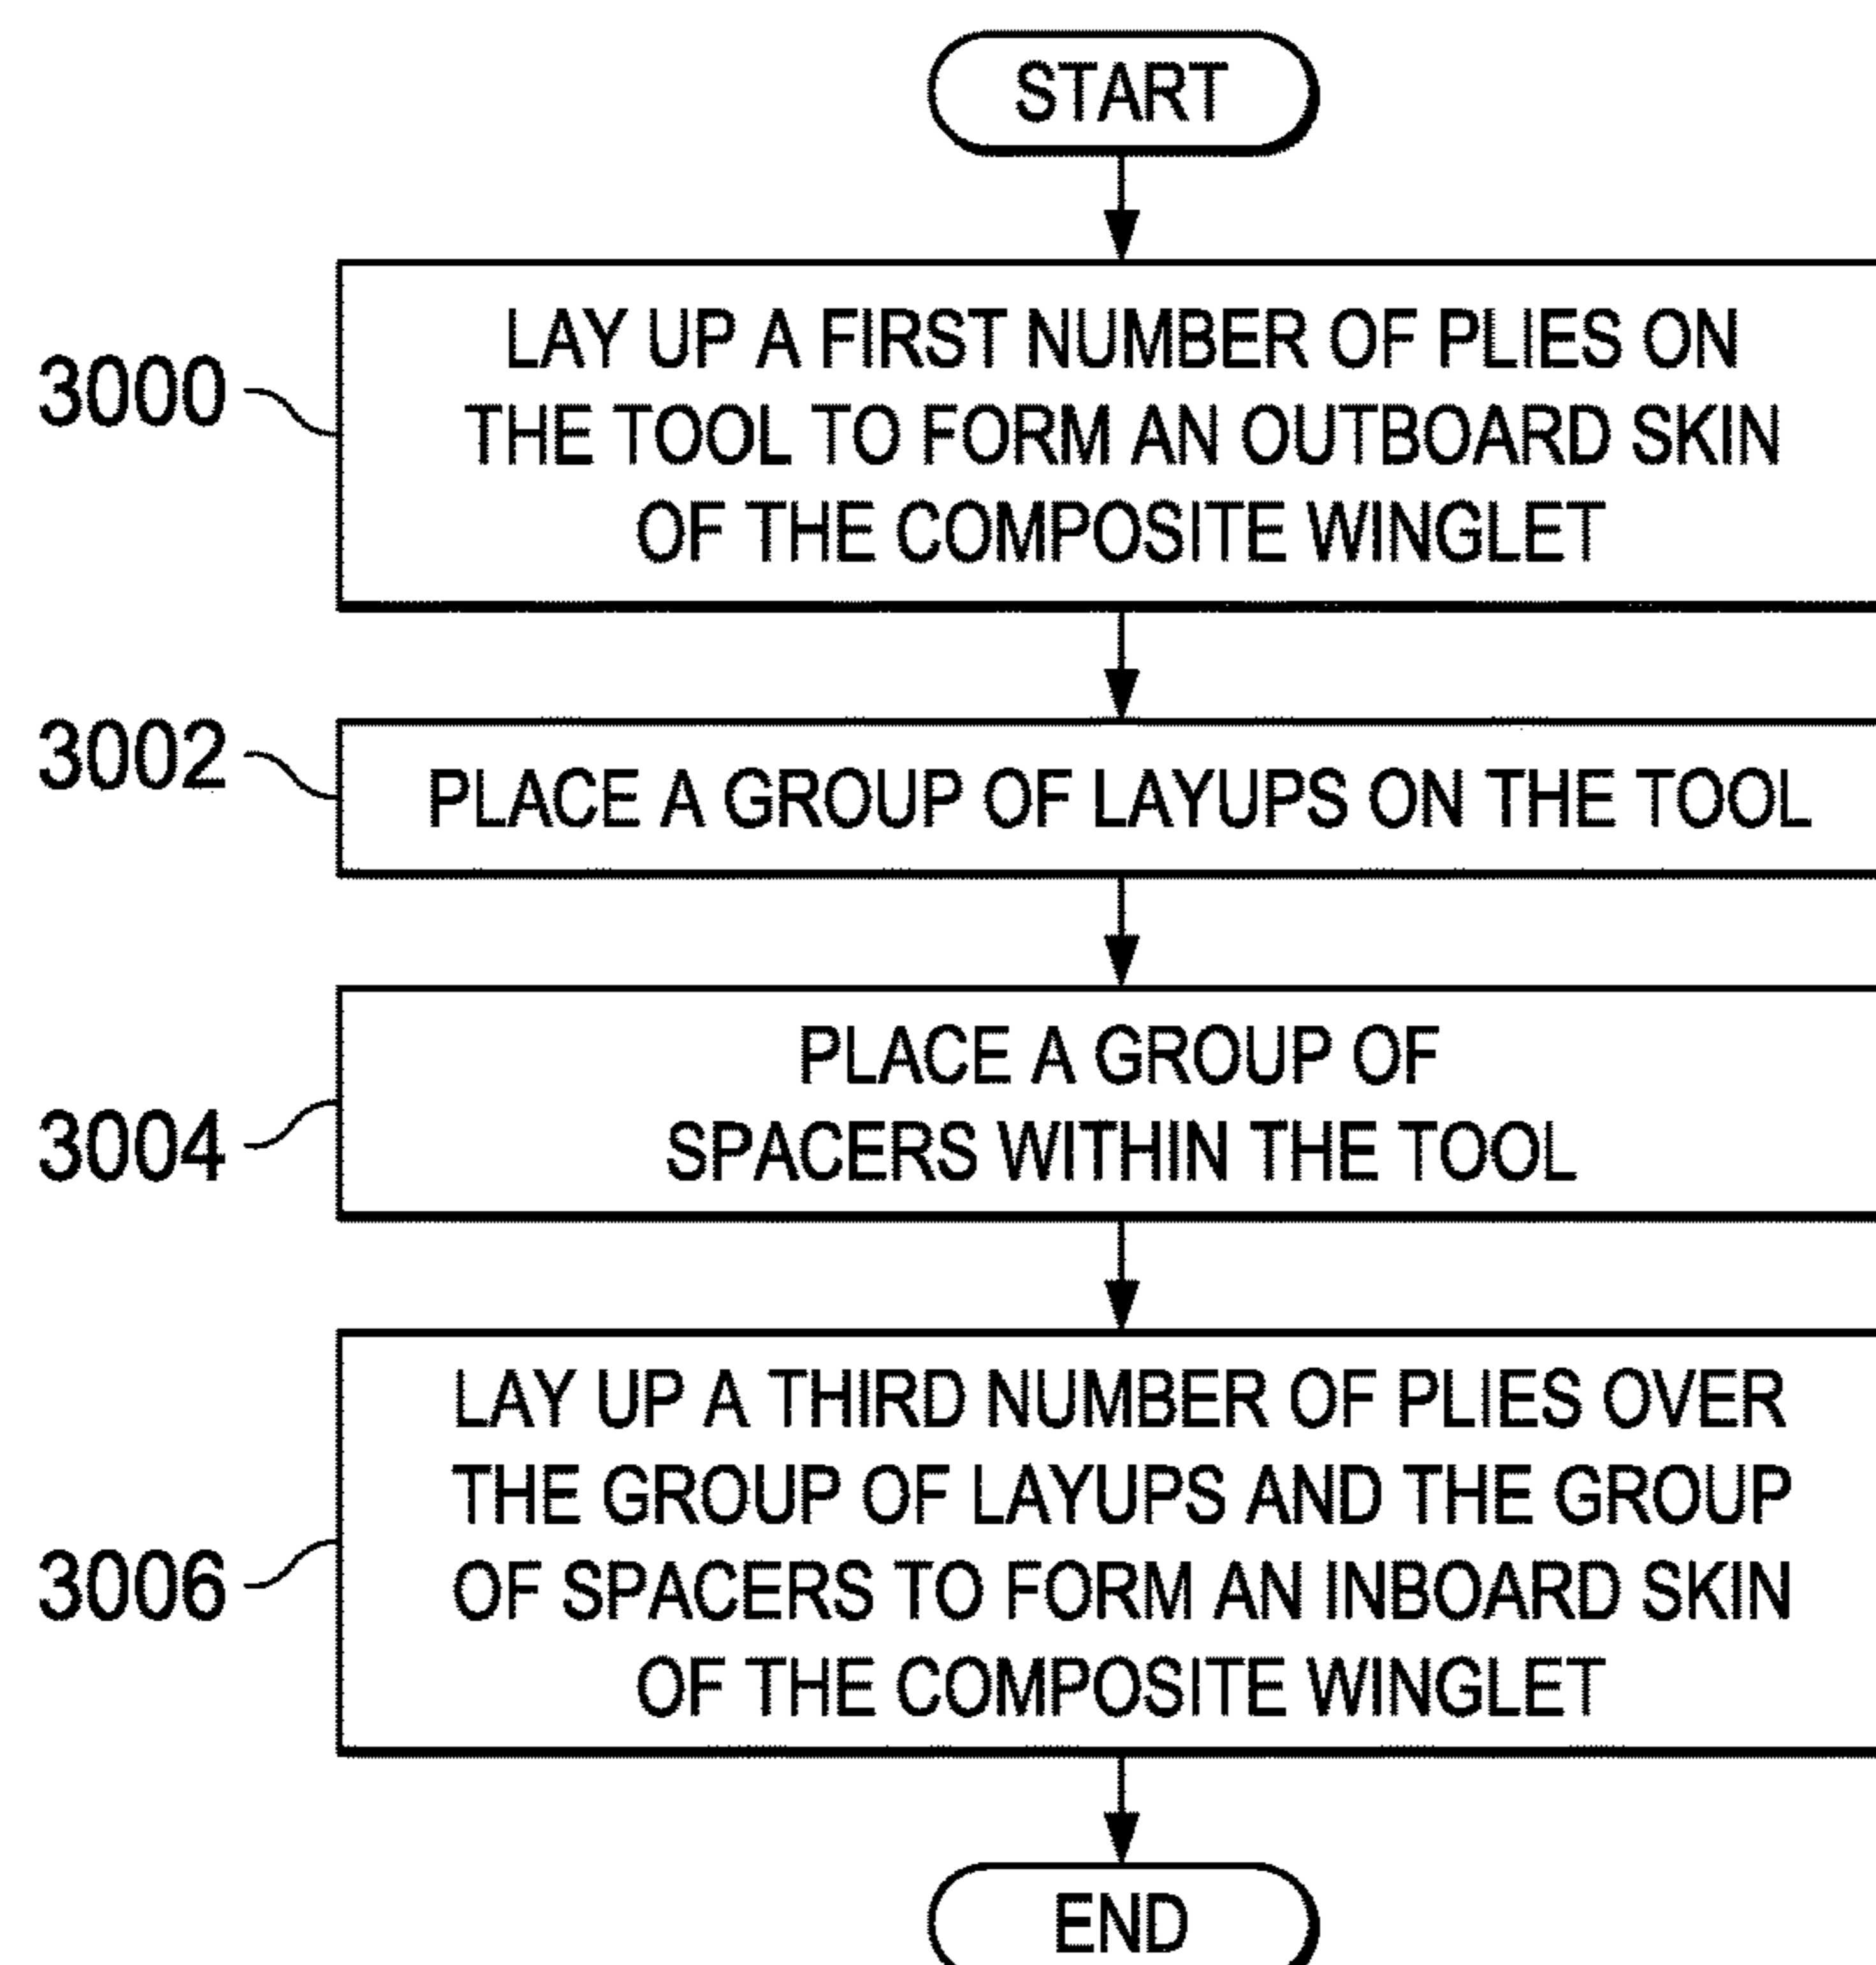 START
3000
LAY UP A FIRST NUMBER OF PLIES ON
THE TOOL TO FORM AN OUTBOARD SKIN
OF THE COMPOSITE WINGLET
3002
PLACE A GROUP OF LAYUPS ON THE TOOL
3004
PLACE A GROUP OF
SPACERS WITHIN THE TOOL
3006
LAY UP A THIRD NUMBER OF PLIES OVER
THE GROUP OF LAYUPS AND THE GROUP
OF SPACERS TO FORM AN INBOARD SKIN
OF THE COMPOSITE WINGLET
END